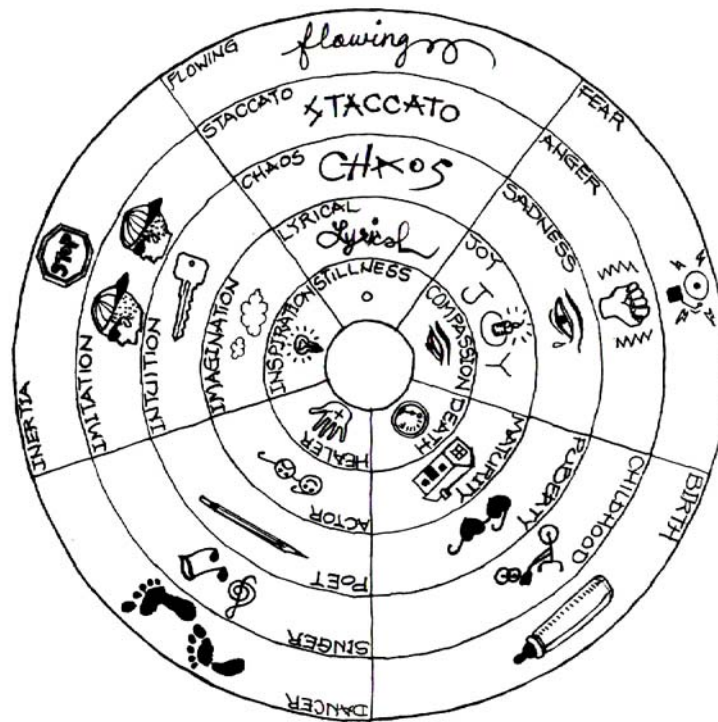 FLOWING
flowing
STACCATO
STACCATO
CHAOS
CHAOS
LYRICAL
Lyrical
STILLNESS
FEAR
ANGER
SADNESS
JOY
JOY
COMPASSION
BIRTH
CHILDHOOD
PUBERTY
MATURITY
DEATH
DANCER
SINGER
POET
ACTOR
HEALER
INERTIA
STOP
IMITATION
INTUITION
IMAGINATION
INSPIRATION